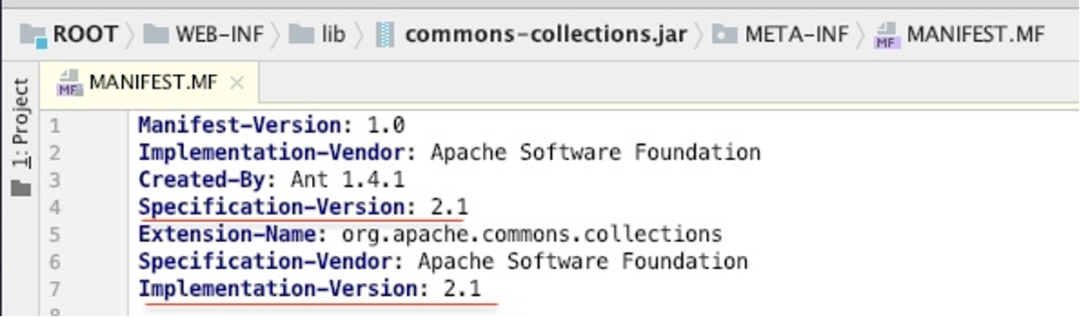 ROOT WEB-INF lib commons-collections.jar META-INF MF MANIFEST.MF
MF MANIFEST.MF ×
1: Project
1 Manifest-Version: 1.0
2 Implementation-Vendor: Apache Software Foundation
3 Created-By: Ant 1.4.1
4 Specification-Version: 2.1
5 Extension-Name: org.apache.commons.collections
6 Specification-Vendor: Apache Software Foundation
7 Implementation-Version: 2.1
8